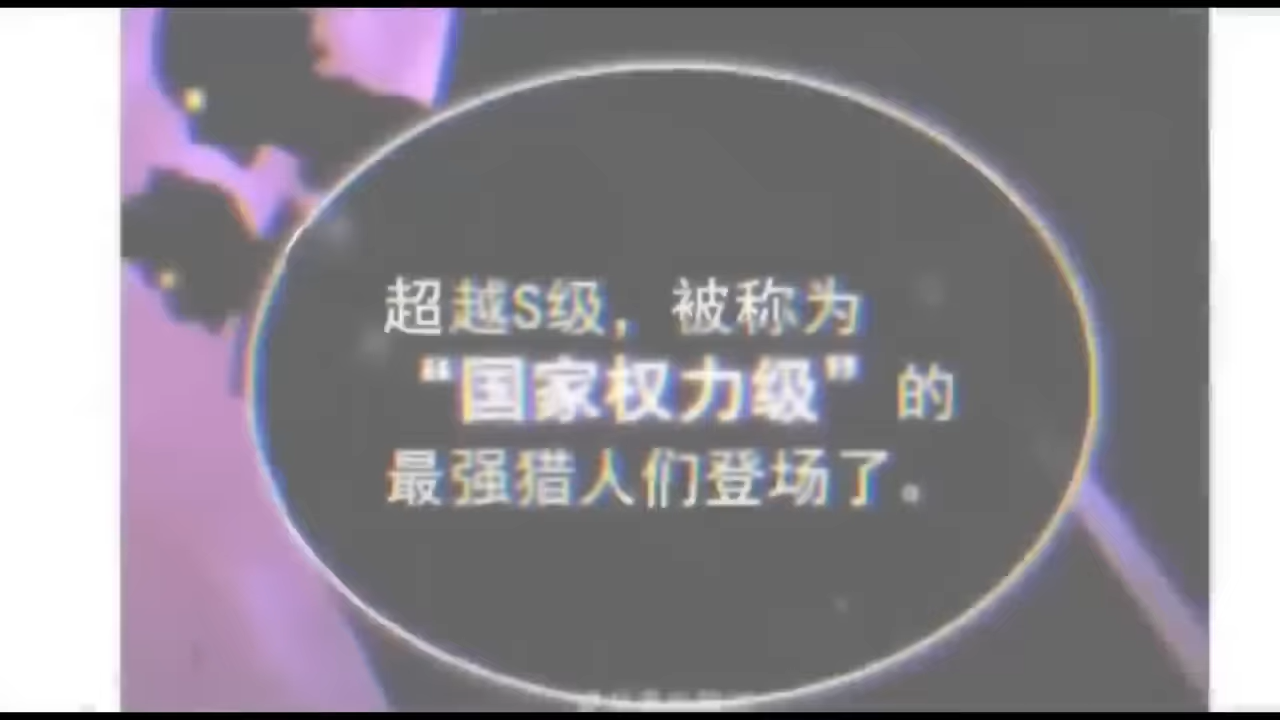 超越S级，被称为
“国家权力级”的
最强猎人们登场了。